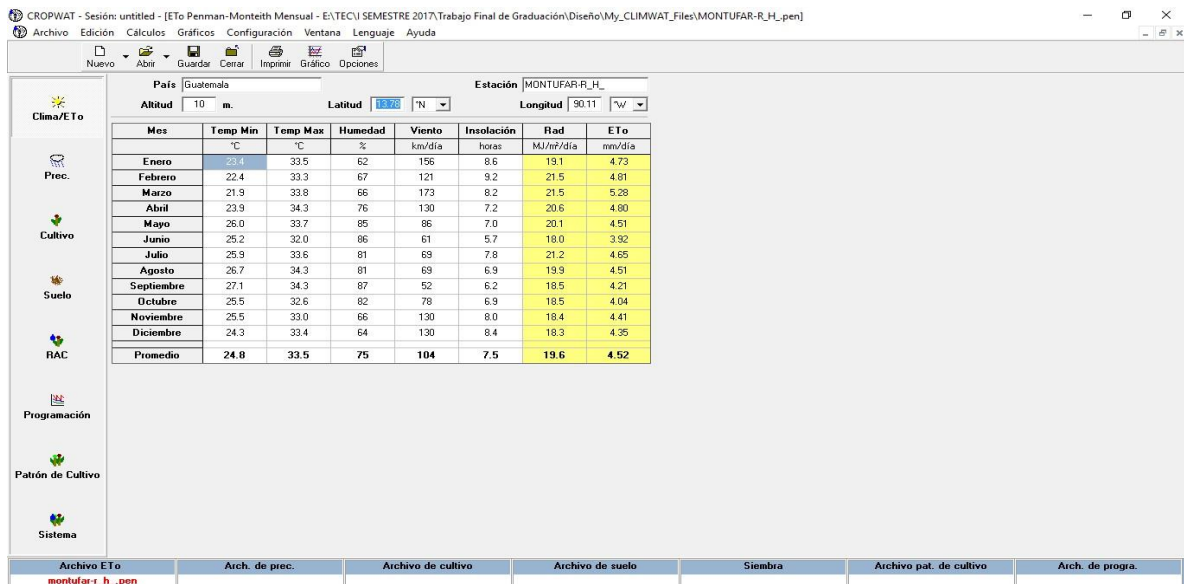 CROPWAT - Sesión: untitled - [ETo Penman-Monteith Mensual - E:\TEC\I SEMESTRE 2017\Trabajo Final de Graduación\Diseño\My_CLIMWAT_Files\MONTUFAR-R_H_.pen]
Archivo Edición Cálculos Gráficos Configuración Ventana Lenguaje Ayuda
Nuevo Abrir Guardar Cerrar Imprimir Gráfico Opciones
Clima/ETo
Prec.
Cultivo
Suelo
RAC
Programación
Patrón de Cultivo
Sistema
País Guatemala Estación MONTUFAR-R_H_
Altitud 10 m. Latitud 13.78 °N Longitud 90.11 °W
Mes Temp Min Temp Max Humedad Viento Insolación Rad ETo
°C °C % km/día horas MJ/m²/día mm/día
Enero 23.4 33.5 62 156 8.6 19.1 4.73
Febrero 22.4 33.3 67 121 9.2 21.5 4.81
Marzo 21.9 33.8 66 173 8.2 21.5 5.28
Abril 23.9 34.3 76 130 7.2 20.6 4.80
Mayo 26.0 33.7 85 86 7.0 20.1 4.51
Junio 25.2 32.0 86 61 5.7 18.0 3.92
Julio 25.9 33.6 81 69 7.8 21.2 4.65
Agosto 26.7 34.3 81 69 6.9 19.9 4.51
Septiembre 27.1 34.3 87 52 6.2 18.5 4.21
Octubre 25.5 32.6 82 78 6.9 18.5 4.04
Noviembre 25.5 33.0 66 130 8.0 18.4 4.41
Diciembre 24.3 33.4 64 130 8.4 18.3 4.35
Promedio 24.8 33.5 75 104 7.5 19.6 4.52
Archivo ETo Arch. de prec. Archivo de cultivo Archivo de suelo Siembra Archivo pat. de cultivo Arch. de progra.
montufar-r_h_.pen